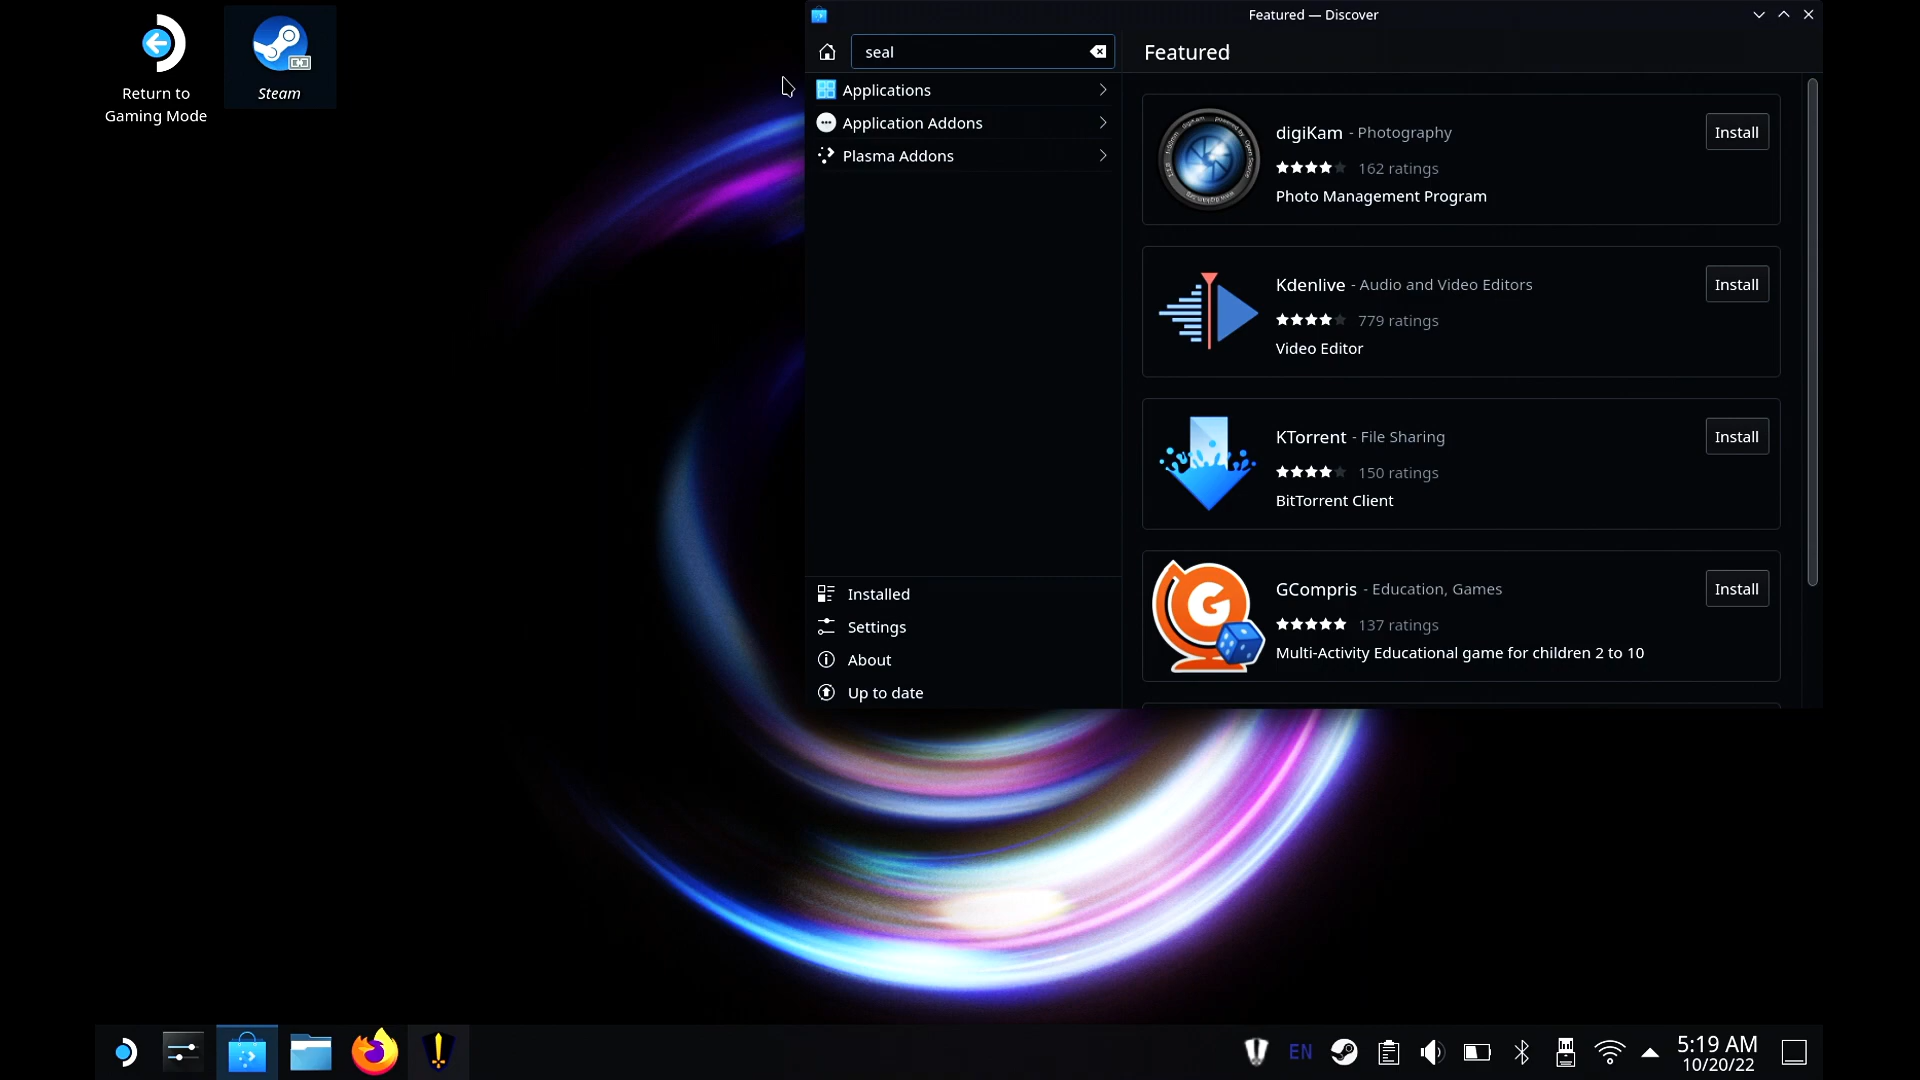 Return to
Gaming Mode
Steam
Featured — Discover
seal
Featured
Applications
Application Addons
Plasma Addons
Installed
Settings
About
Up to date
digiKam - Photography
Install
162 ratings
Photo Management Program
Kdenlive - Audio and Video Editors
Install
779 ratings
Video Editor
KTorrent - File Sharing
Install
150 ratings
BitTorrent Client
GCompris - Education, Games
Install
137 ratings
Multi-Activity Educational game for children 2 to 10
EN
5:19 AM
10/20/22